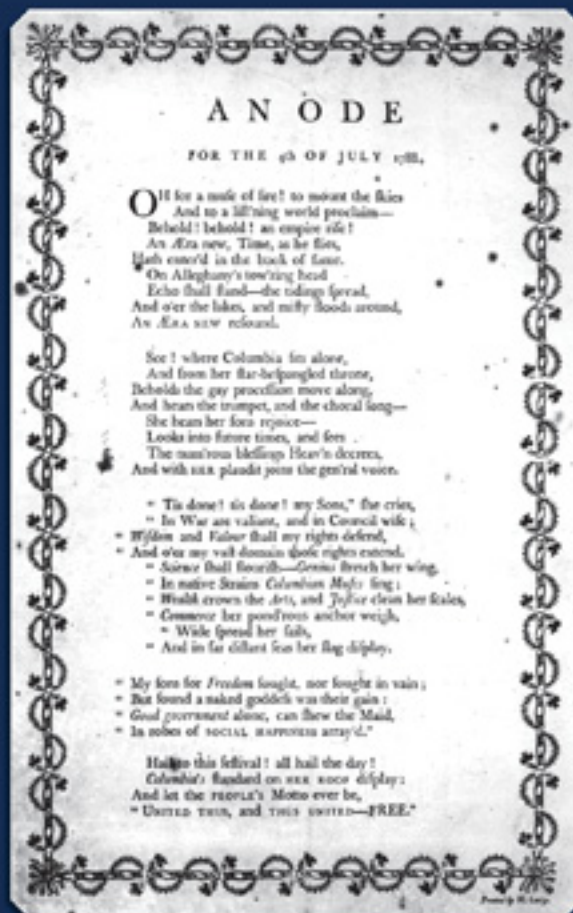 AN ODE
FOR THE 4th OF JULY 1788.
OH for a muſe of fire! to mount the ſkies
And to a liſt'ning world proclaim—
Behold! behold! an empire riſe!
An Æra new, Time, as he flies,
Hath enter'd in the book of fame.
On Alleghany's tow'ring head
Echo ſhall ſtand—the tidings ſpread,
And o'er the lakes, and miſty floods around,
AN ÆRA NEW reſound.
See! where Columbia ſits alone,
And from her ſtar-beſpangled throne,
Beholds the gay proceſſion move along,
And hears the trumpet, and the choral ſong—
She hears her ſons rejoice—
Looks into future times, and ſees
The num'rous bleſſings Heav'n decrees,
And with HER plaudit joins the gen'ral voice.
" 'Tis done! 'tis done! my Sons," ſhe cries,
" In War are valiant, and in Council wiſe;
" Wiſdom and Valour ſhall my rights defend,
" And o'er my vaſt domain thoſe rights extend.
" Science ſhall flouriſh—Genius ſtretch her wing,
" In native Strains Columbian Muſes ſing;
" Wealth crown the Arts, and Juſtice clean her ſcales,
" Commerce her pond'rous anchor weigh,
" Wide ſpread her ſails,
" And in far diſtant ſeas her flag diſplay.
" My ſons for Freedom fought, nor fought in vain;
" But found a naked goddeſs was their gain:
" Good government alone, can ſhew the Maid,
" In robes of SOCIAL HAPPINESS array'd."
Hail to this feſtival! all hail the day!
Columbia's ſtandard on HER ROOF diſplay:
And let the PEOPLE's Motto ever be,
" UNITED THUS, and THUS UNITED—FREE."